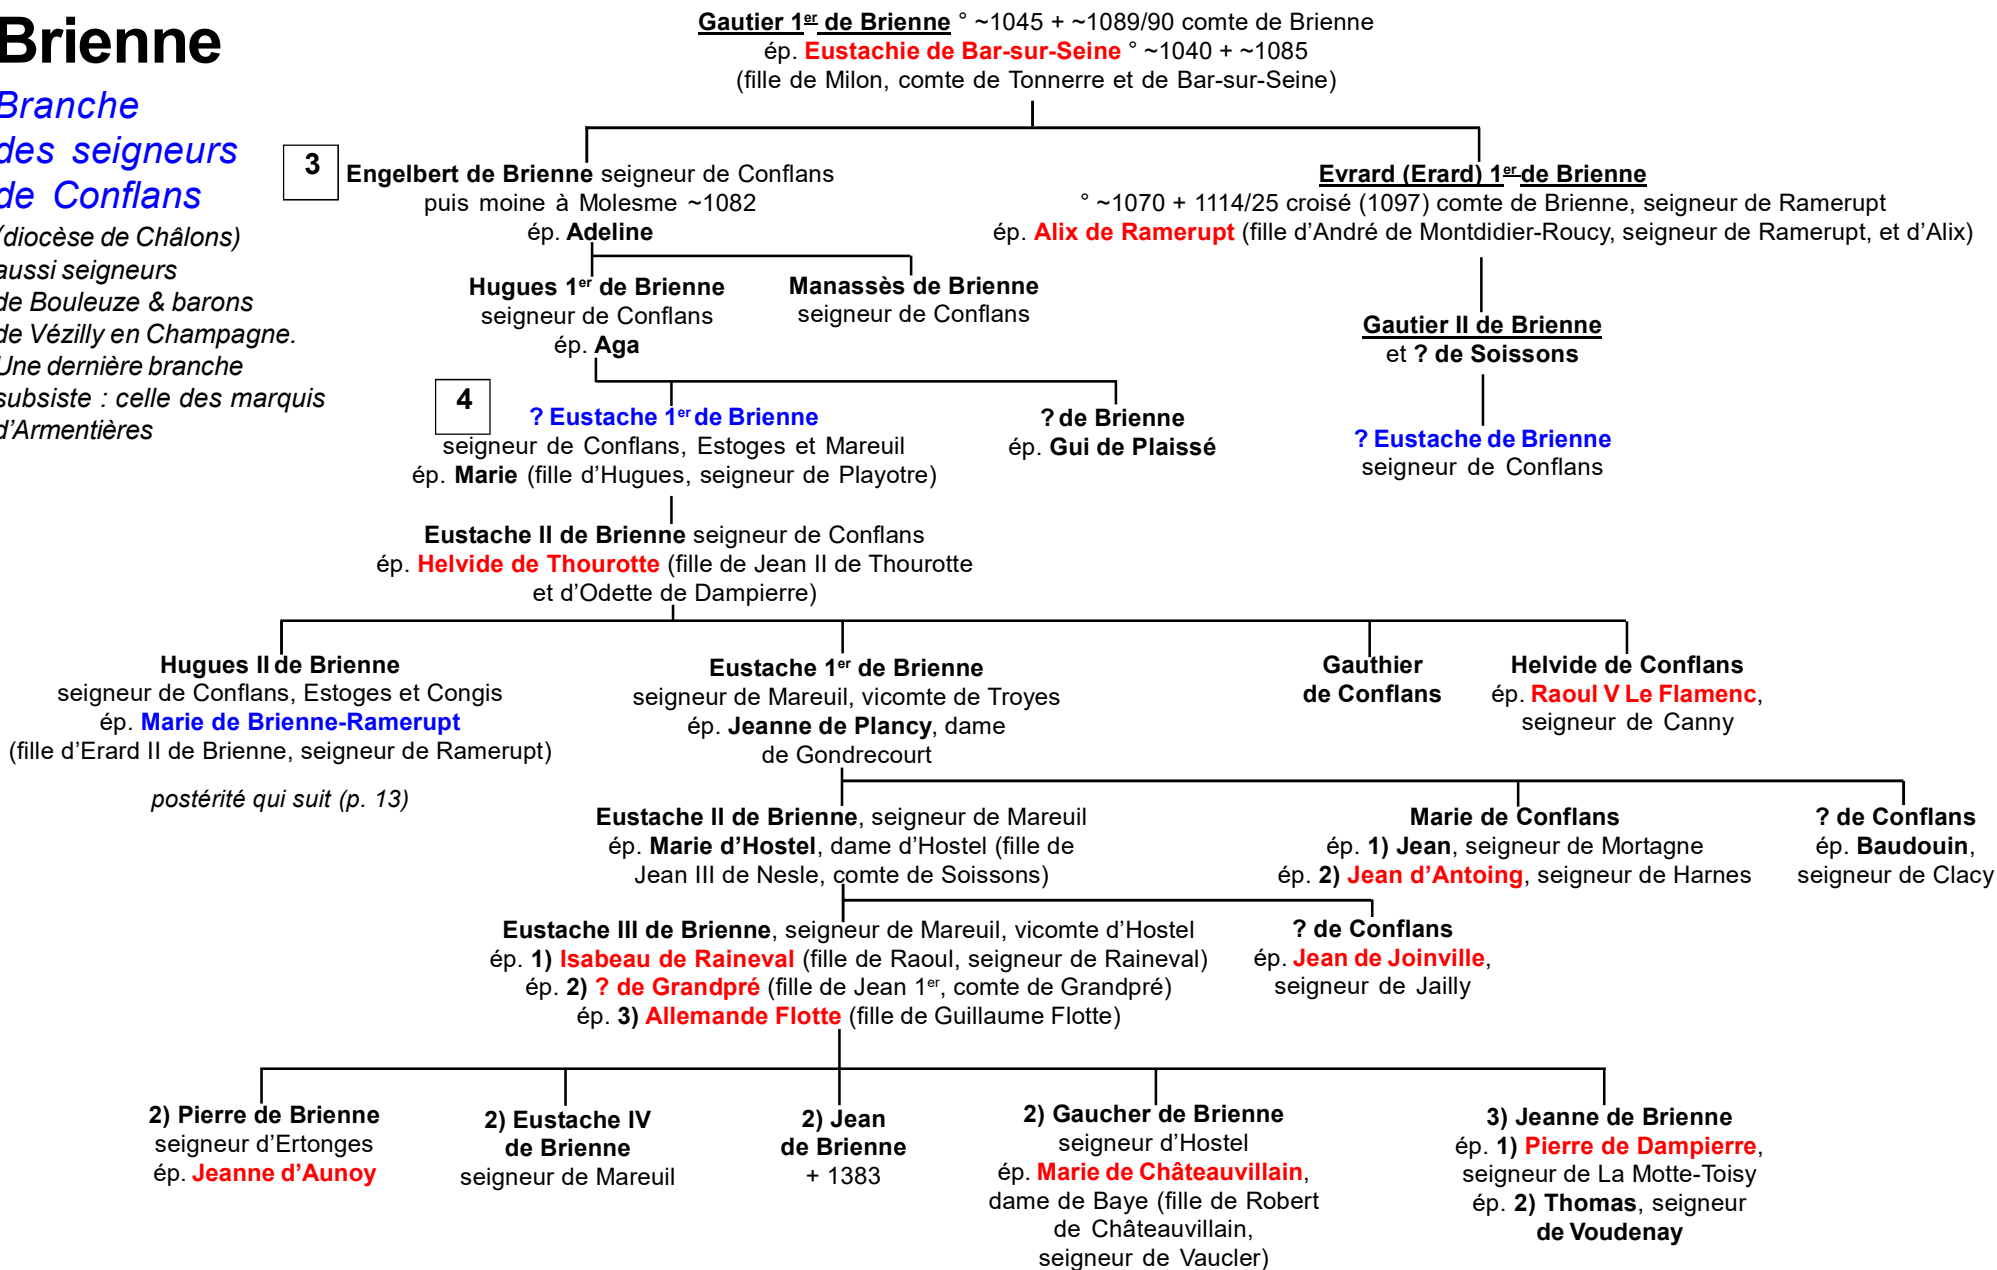 Brienne
Branche
des seigneurs
de Conflans
(diocèse de Châlons)
aussi seigneurs
de Bouleuze & barons
de Vézilly en Champagne.
Une dernière branche
subsiste : celle des marquis
d'Armentières
Gautier 1er de Brienne ° ~1045 + ~1089/90 comte de Brienne
ép. Eustachie de Bar-sur-Seine ° ~1040 + ~1085
(fille de Milon, comte de Tonnerre et de Bar-sur-Seine)
3
Engelbert de Brienne seigneur de Conflans
puis moine à Molesme ~1082
ép. Adeline
Evrard (Erard) 1er de Brienne
° ~1070 + 1114/25 croisé (1097) comte de Brienne, seigneur de Ramerupt
ép. Alix de Ramerupt (fille d'André de Montdidier-Roucy, seigneur de Ramerupt, et d'Alix)
Hugues 1er de Brienne
seigneur de Conflans
ép. Aga
Manassès de Brienne
seigneur de Conflans
Gautier II de Brienne
et ? de Soissons
4
? Eustache 1er de Brienne
seigneur de Conflans, Estoges et Mareuil
ép. Marie (fille d'Hugues, seigneur de Playotre)
? de Brienne
ép. Gui de Plaissé
? Eustache de Brienne
seigneur de Conflans
Eustache II de Brienne seigneur de Conflans
ép. Helvide de Thourotte (fille de Jean II de Thourotte
et d'Odette de Dampierre)
Hugues II de Brienne
seigneur de Conflans, Estoges et Congis
ép. Marie de Brienne-Ramerupt
(fille d'Erard II de Brienne, seigneur de Ramerupt)
postérité qui suit (p. 13)
Eustache 1er de Brienne
seigneur de Mareuil, vicomte de Troyes
ép. Jeanne de Plancy, dame
de Gondrecourt
Gauthier
de Conflans
Helvide de Conflans
ép. Raoul V Le Flamenc,
seigneur de Canny
Eustache II de Brienne, seigneur de Mareuil
ép. Marie d'Hostel, dame d'Hostel (fille de
Jean III de Nesle, comte de Soissons)
Marie de Conflans
ép. 1) Jean, seigneur de Mortagne
ép. 2) Jean d'Antoing, seigneur de Harnes
? de Conflans
ép. Baudouin,
seigneur de Clacy
Eustache III de Brienne, seigneur de Mareuil, vicomte d'Hostel
ép. 1) Isabeau de Raineval (fille de Raoul, seigneur de Raineval)
ép. 2) ? de Grandpré (fille de Jean 1er, comte de Grandpré)
ép. 3) Allemande Flotte (fille de Guillaume Flotte)
? de Conflans
ép. Jean de Joinville,
seigneur de Jailly
2) Pierre de Brienne
seigneur d'Ertonges
ép. Jeanne d'Aunoy
2) Eustache IV
de Brienne
seigneur de Mareuil
2) Jean
de Brienne
+ 1383
2) Gaucher de Brienne
seigneur d'Hostel
ép. Marie de Châteauvillain,
dame de Baye (fille de Robert
de Châteauvillain,
seigneur de Vaucler)
3) Jeanne de Brienne
ép. 1) Pierre de Dampierre,
seigneur de La Motte-Toisy
ép. 2) Thomas, seigneur
de Voudenay